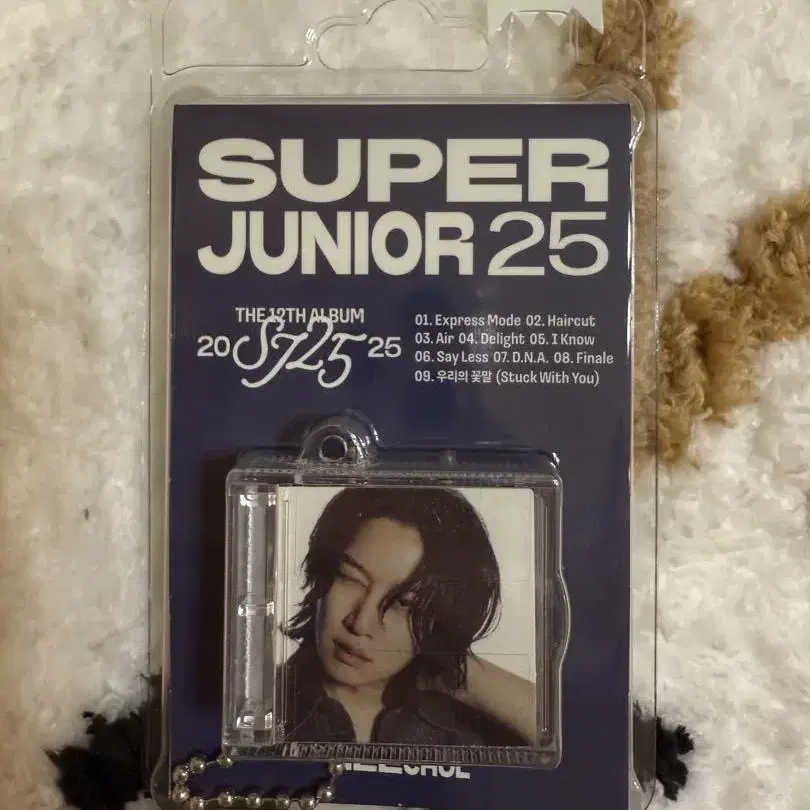 SUPER
JUNIOR 25
THE 12TH ALBUM
20 SJ25 25
01. Express Mode 02. Haircut
03. Air 04. Delight 05. I Know
06. Say Less 07. D.N.A. 08. Finale
09. 우리의 꽃말 (Stuck With You)